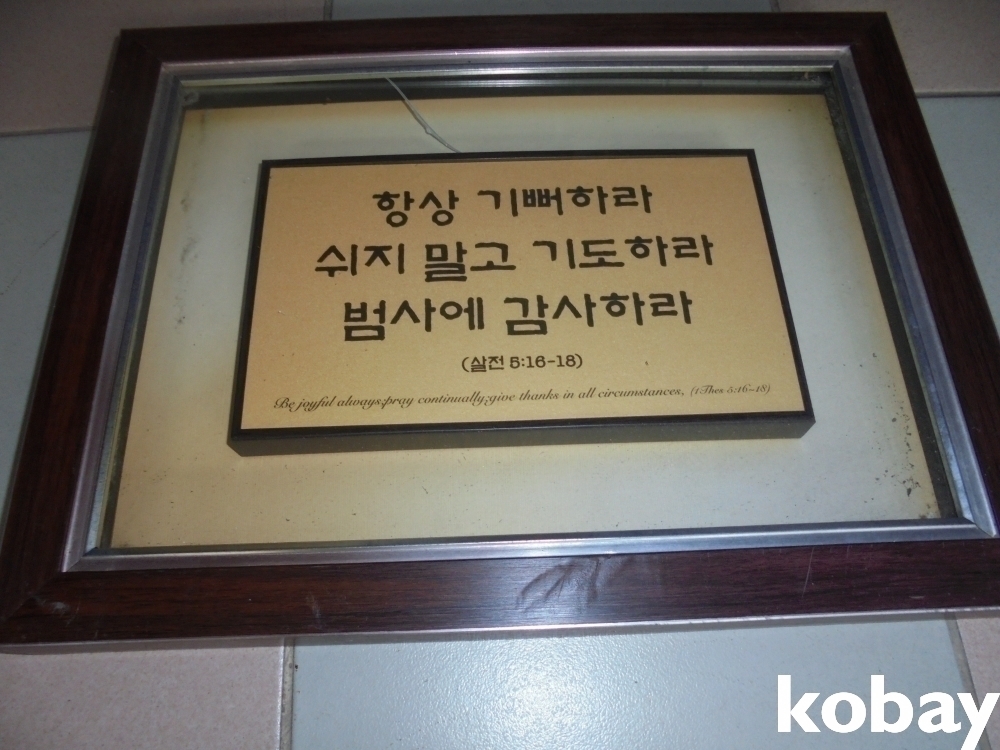 항상 기뻐하라
쉬지 말고 기도하라
범사에 감사하라
(살전 5:16-18)
Be joyful always;pray continually;give thanks in all circumstances, (1Thes 5:16-18)
kobay